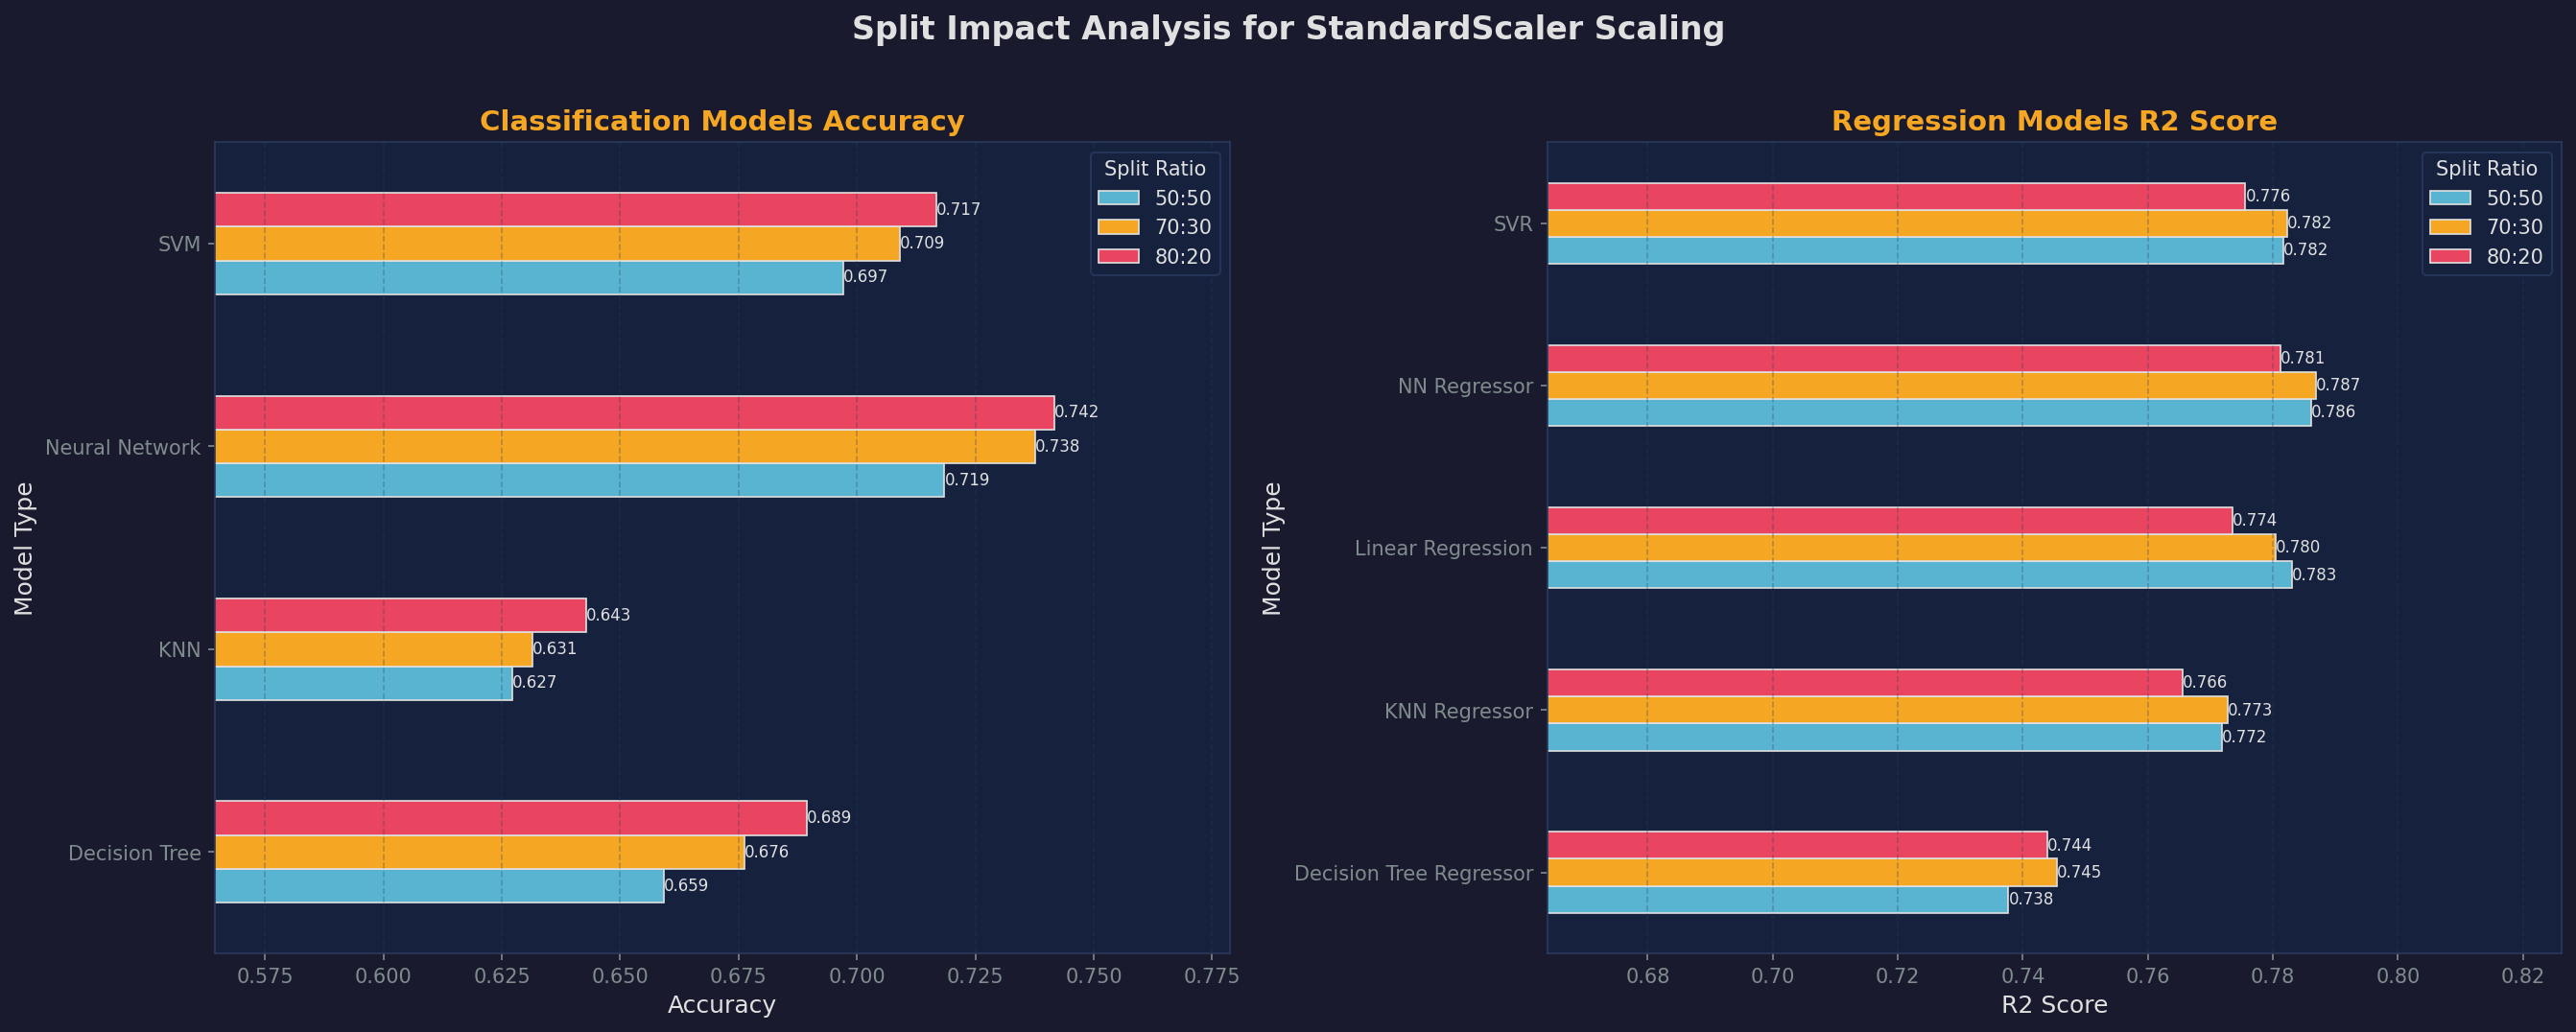 Split Impact Analysis for StandardScaler Scaling
Classification Models Accuracy
Model Type
SVM
Neural Network
KNN
Decision Tree
0.717
0.709
0.697
0.742
0.738
0.719
0.643
0.631
0.627
0.689
0.676
0.659
Split Ratio
50:50
70:30
80:20
0.575 0.600 0.625 0.650 0.675 0.700 0.725 0.750 0.775
Accuracy
Regression Models R2 Score
Model Type
SVR
NN Regressor
Linear Regression
KNN Regressor
Decision Tree Regressor
0.776
0.782
0.782
0.781
0.787
0.786
0.774
0.780
0.783
0.766
0.773
0.772
0.744
0.745
0.738
Split Ratio
50:50
70:30
80:20
0.68 0.70 0.72 0.74 0.76 0.78 0.80 0.82
R2 Score